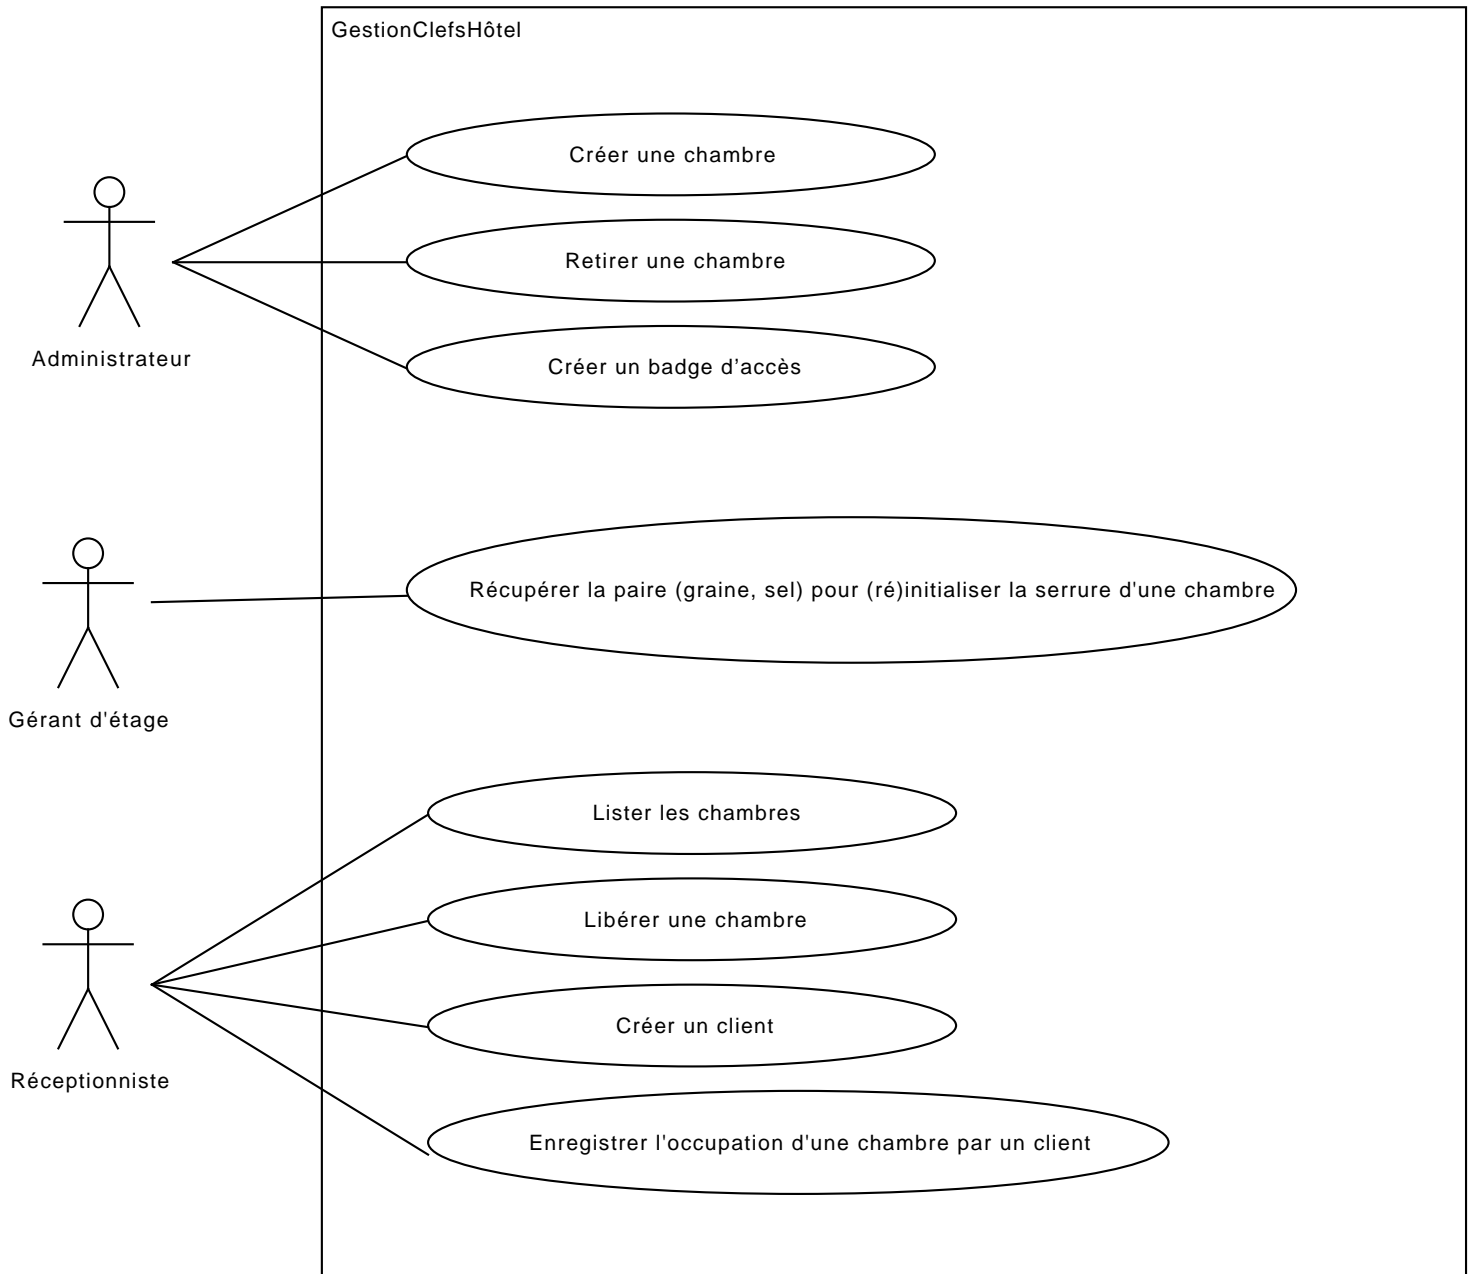 GestionClefsHôtel
Créer une chambre
Retirer une chambre
Créer un badge d’accès
Administrateur
Récupérer la paire (graine, sel) pour (ré)initialiser la serrure d'une chambre
Gérant d'étage
Lister les chambres
Libérer une chambre
Créer un client
Réceptionniste
Enregistrer l'occupation d'une chambre par un client